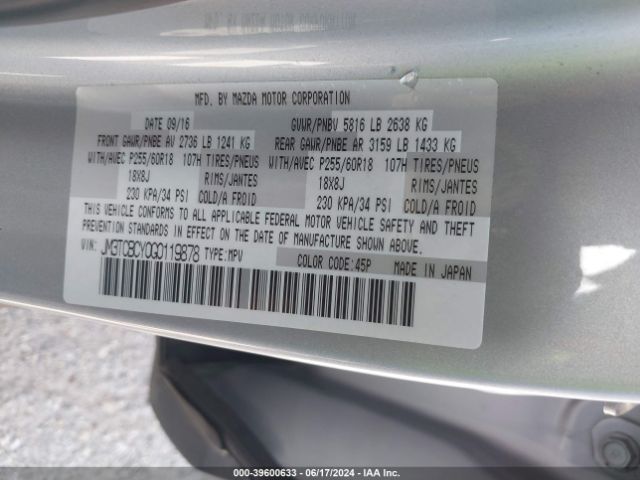 MFD. BY MAZDA MOTOR CORPORATION
DATE 09/16 GVWR/PNBV 5816 LB 2638 KG
FRONT GAWR/PNBE AV 2736 LB 1241 KG REAR GAWR/PNBE AR 3159 LB 1433 KG
WITH/AVEC P255/60R18 107H TIRES/PNEUS WITH/AVEC P255/60R18 107H TIRES/PNEUS
18X8J RIMS/JANTES 18X8J RIMS/JANTES
230 KPA/34 PSI COLD/A FROID 230 KPA/34 PSI COLD/A FROID
THIS VEHICLE CONFORMS TO ALL APPLICABLE FEDERAL MOTOR VEHICLE SAFETY AND THEFT
PREVENTION STANDARDS IN EFFECT ON THE DATE OF MANUFACTURE SHOWN ABOVE.
VIN: JM3TCBCY0G0119878 TYPE:MPV COLOR CODE:45P MADE IN JAPAN
000-39600633 - 06/17/2024 - IAA Inc.